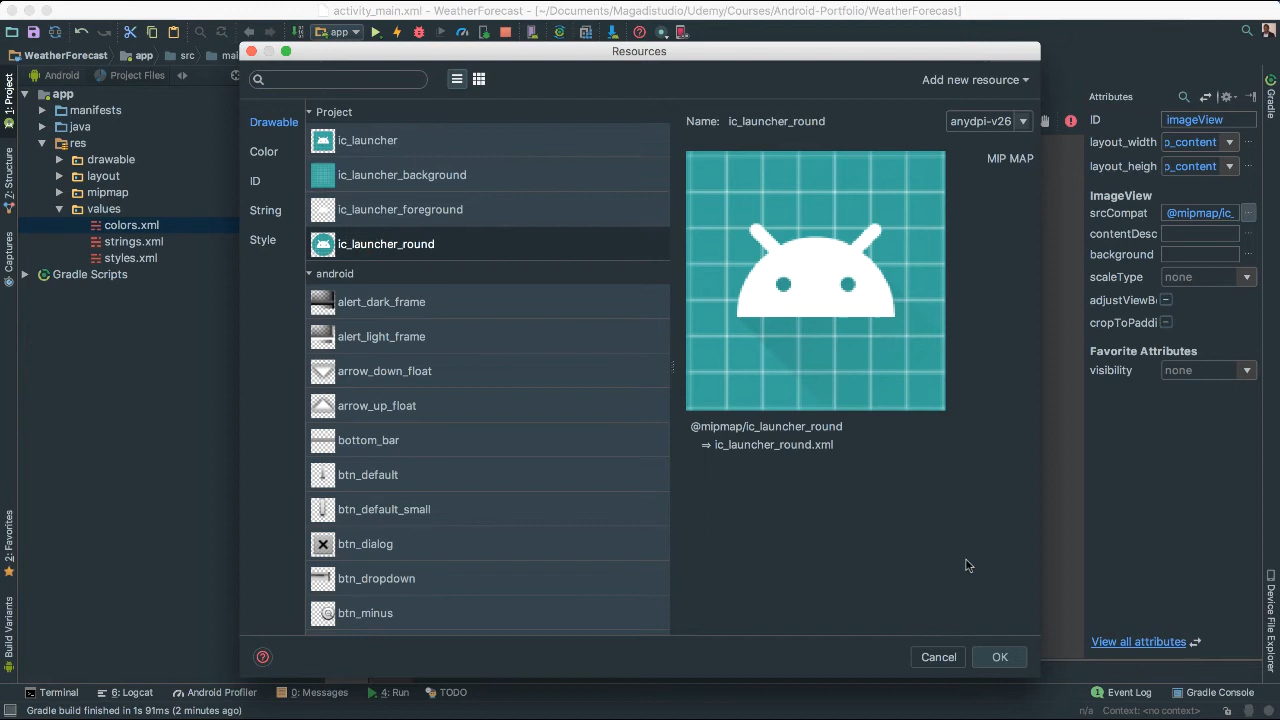 activity_main.xml - WeatherForecast - [~/Documents/Magadistudio/Udemy/Courses/Android-Portfolio/WeatherForecast]
app
WeatherForecast
app
src
Resources
Android
Project Files
1: Project
Z: Structure
Captures
2: Favorites
Build Variants
app
manifests
java
res
drawable
layout
mipmap
values
colors.xml
strings.xml
styles.xml
Gradle Scripts
Add new resource
Drawable
Color
ID
String
Style
Project
ic_launcher
ic_launcher_background
ic_launcher_foreground
ic_launcher_round
android
alert_dark_frame
alert_light_frame
arrow_down_float
arrow_up_float
bottom_bar
btn_default
btn_default_small
btn_dialog
btn_dropdown
btn_minus
Name: ic_launcher_round
anydpi-v26
MIP MAP
@mipmap/ic_launcher_round
⇒ ic_launcher_round.xml
Cancel
OK
Attributes
ID imageView
layout_width p_content
layout_heigh p_content
ImageView
srcCompat @mipmap/ic_
contentDesc
background
scaleType none
adjustViewB
cropToPaddi
Favorite Attributes
visibility none
View all attributes
Gradle
Device File Explorer
Terminal
6: Logcat
Android Profiler
0: Messages
4: Run
TODO
Event Log
Gradle Console
Gradle build finished in 1s 91ms (2 minutes ago)
n/a Context: <no context>